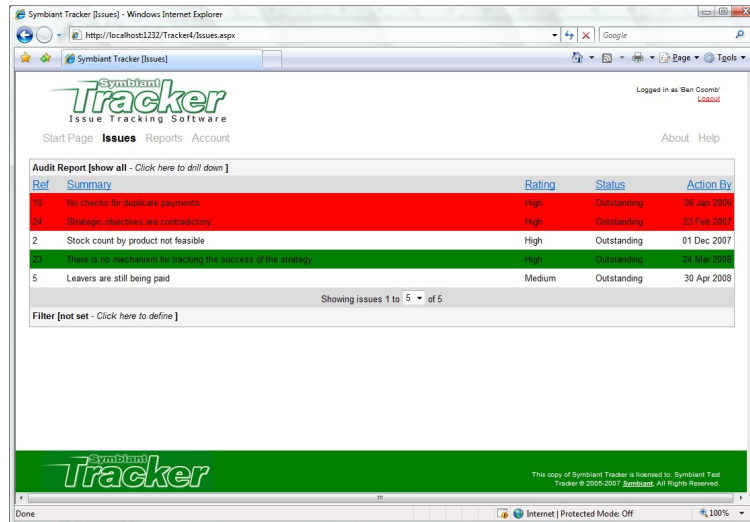 Symbiant Tracker [Issues] - Windows Internet Explorer
http://localhost:1232/Tracker4/Issues.aspx
Google
Symbiant Tracker [Issues]
Page
Tools
Symbiant
Tracker
Issue Tracking Software
Logged in as 'Ben Coomb'
Logout
Start Page Issues Reports Account About Help
Audit Report [show all - Click here to drill down ]
Ref Summary Rating Status Action By
10 No checks for duplicate payments High Outstanding 06 Jan 2006
24 Strategic objectives are contradictory High Outstanding 23 Feb 2007
2 Stock count by product not feasible High Outstanding 01 Dec 2007
23 There is no mechanism for tracking the success of the strategy High Outstanding 24 Mar 2008
5 Leavers are still being paid Medium Outstanding 30 Apr 2008
Showing issues 1 to 5 of 5
Filter [not set - Click here to define ]
Symbiant
Tracker
This copy of Symbiant Tracker is licensed to: Symbiant Test
Tracker © 2005-2007 Symbiant, All Rights Reserved.
Done Internet | Protected Mode: Off 100%